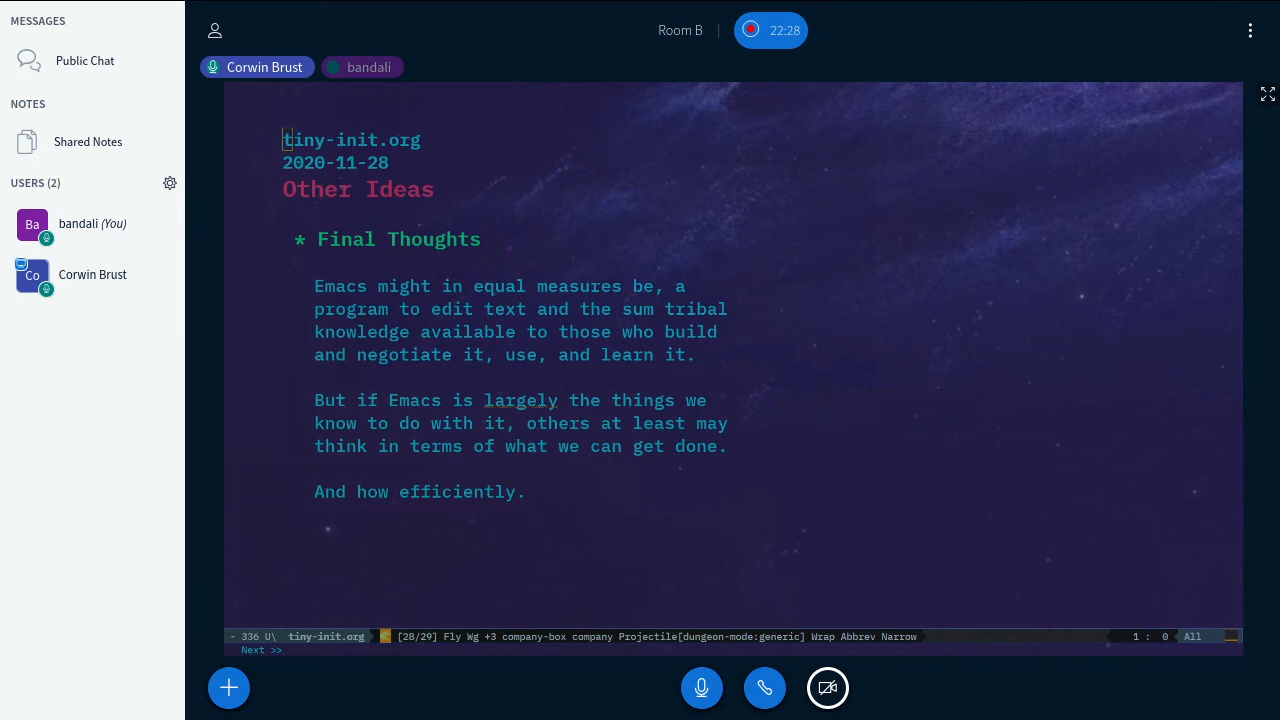 MESSAGES
Public Chat
NOTES
Shared Notes
USERS (2)
Ba
bandali (You)
Co
Corwin Brust
Room B
22:28
Corwin Brust
bandali
tiny-init.org
2020-11-28
Other Ideas
* Final Thoughts
Emacs might in equal measures be, a
program to edit text and the sum tribal
knowledge available to those who build
and negotiate it, use, and learn it.
But if Emacs is largely the things we
know to do with it, others at least may
think in terms of what we can get done.
And how efficiently.
- 336 U\ tiny-init.org [28/29] Fly Wg +3 company-box company Projectile[dungeon-mode:generic] Wrap Abbrev Narrow 1 : 0 All
Next >>